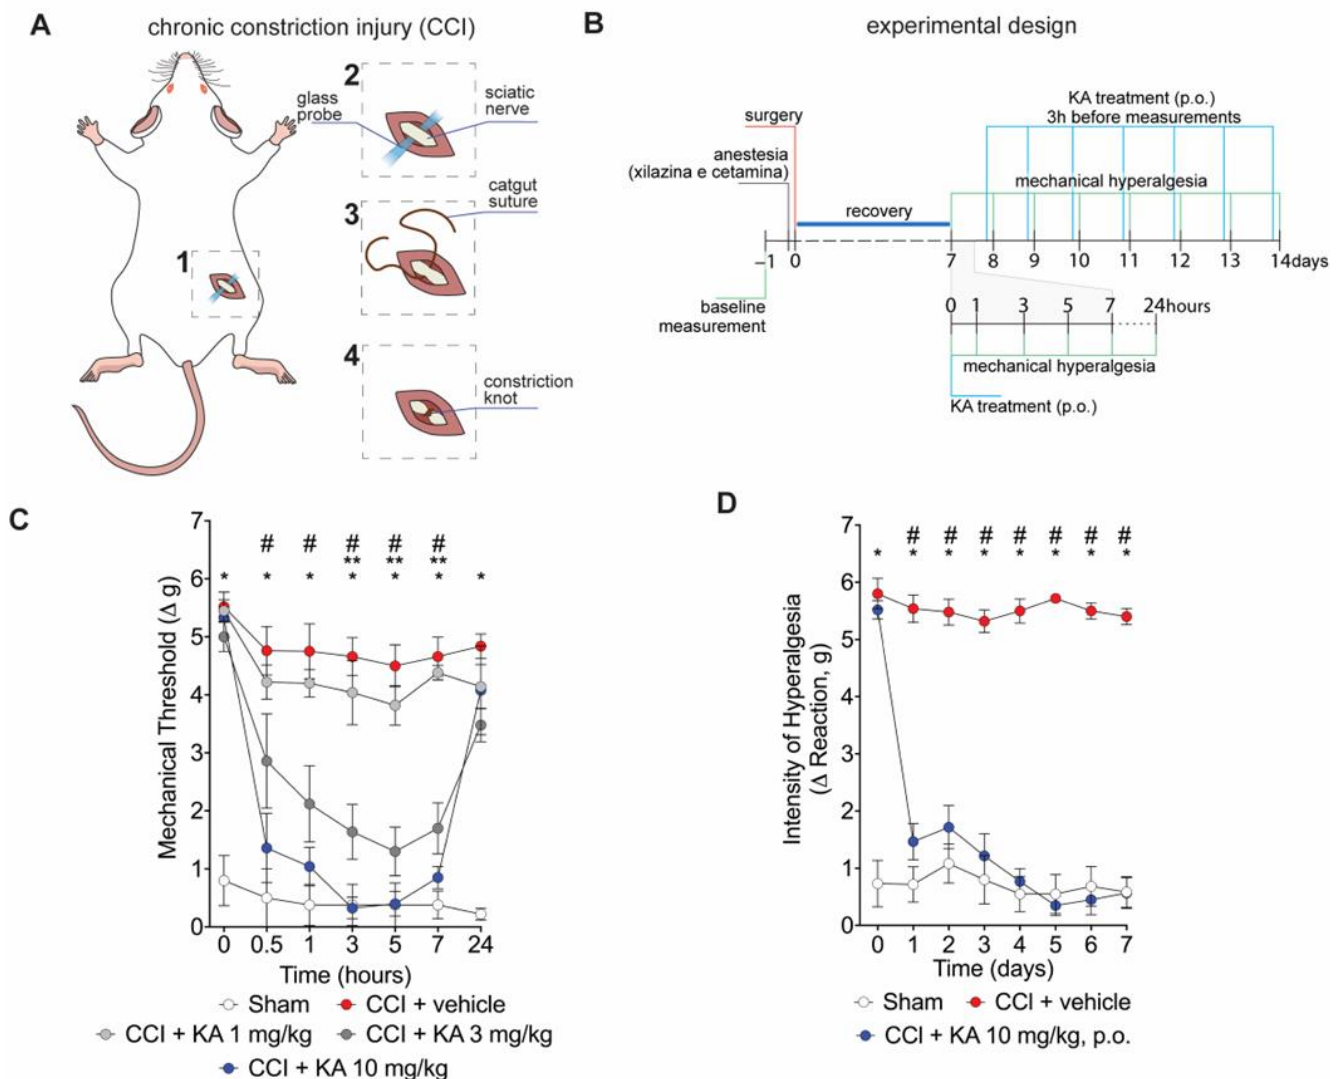 A
chronic constriction injury (CCI)
1
2
glass
probe
sciatic
nerve
3
catgut
suture
4
constriction
knot
B
experimental design
surgery
anestesia
(xilazina e cetamina)
recovery
KA treatment (p.o.)
3h before measurements
mechanical hyperalgesia
–1 0 7 8 9 10 11 12 13 14days
baseline
measurement
0 1 3 5 7 24hours
mechanical hyperalgesia
KA treatment (p.o.)
C
Mechanical Threshold (Δ g)
7
6
5
4
3
2
1
0
# # # # #
** ** **
* * * * * * *
0 0.5 1 3 5 7 24
Time (hours)
Sham CCI + vehicle
CCI + KA 1 mg/kg CCI + KA 3 mg/kg
CCI + KA 10 mg/kg
D
Intensity of Hyperalgesia
(Δ Reaction, g)
7
6
5
4
3
2
1
0
# # # # # # #
* * * * * * * *
0 1 2 3 4 5 6 7
Time (days)
Sham CCI + vehicle
CCI + KA 10 mg/kg, p.o.